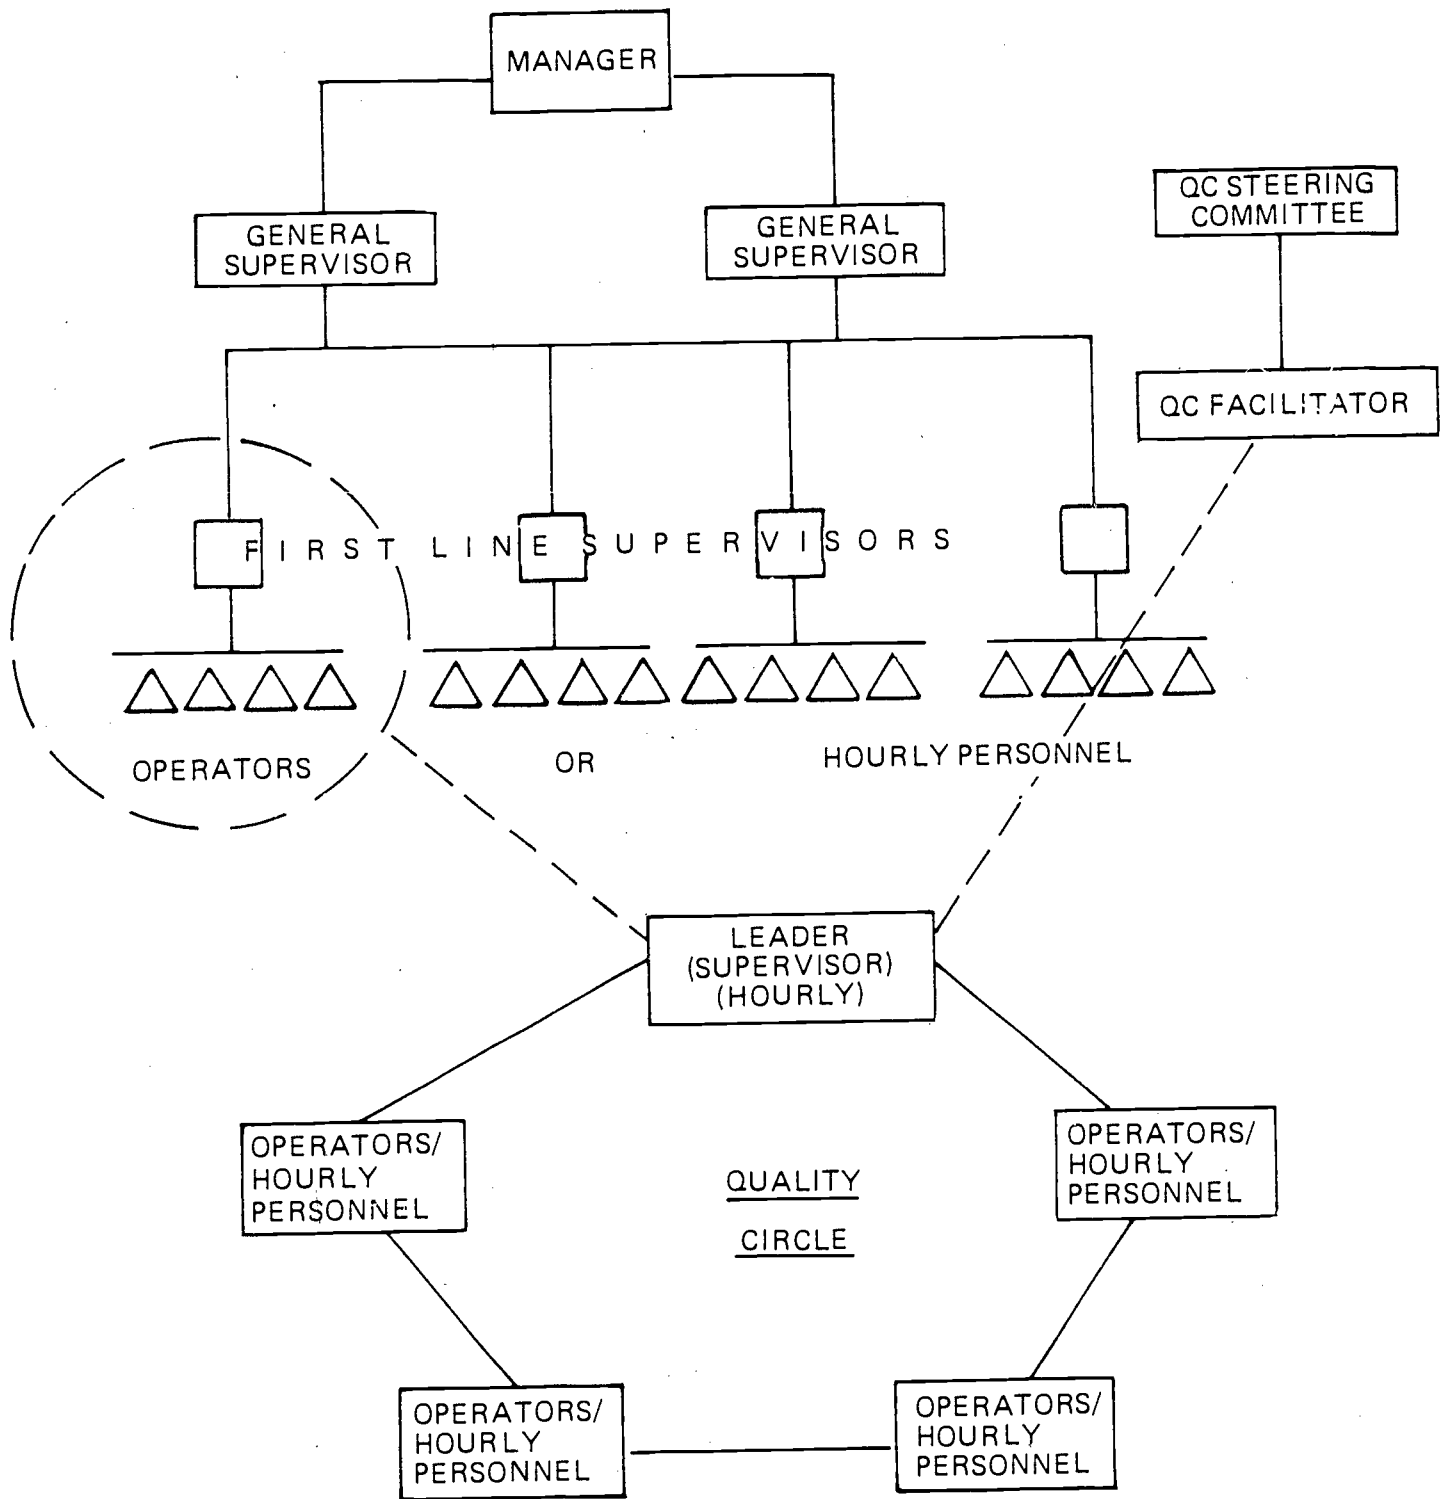 MANAGER
GENERAL
SUPERVISOR
GENERAL
SUPERVISOR
QC STEERING
COMMITTEE
QC FACILITATOR
FIRST LINE SUPERVISORS
OPERATORS OR HOURLY PERSONNEL
LEADER
(SUPERVISOR)
(HOURLY)
OPERATORS/
HOURLY
PERSONNEL
QUALITY
CIRCLE
OPERATORS/
HOURLY
PERSONNEL
OPERATORS/
HOURLY
PERSONNEL
OPERATORS/
HOURLY
PERSONNEL